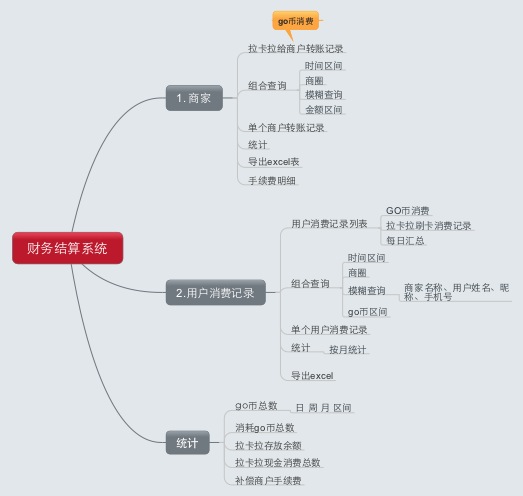 go币消费
拉卡拉给商户转账记录
时间区间
商圈
组合查询
模糊查询
金额区间
1. 商家
单个商户转账记录
统计
导出excel表
手续费明细
财务结算系统
GO币消费
用户消费记录列表
拉卡拉刷卡消费记录
每日汇总
时间区间
商圈
组合查询
模糊查询
商家名称、用户姓名、昵
称、手机号
go币区间
2.用户消费记录
单个用户消费记录
统计
按月统计
导出excel
go币总数
日 周 月 区间
消耗go币总数
统计
拉卡拉存放余额
拉卡拉现金消费总数
补偿商户手续费